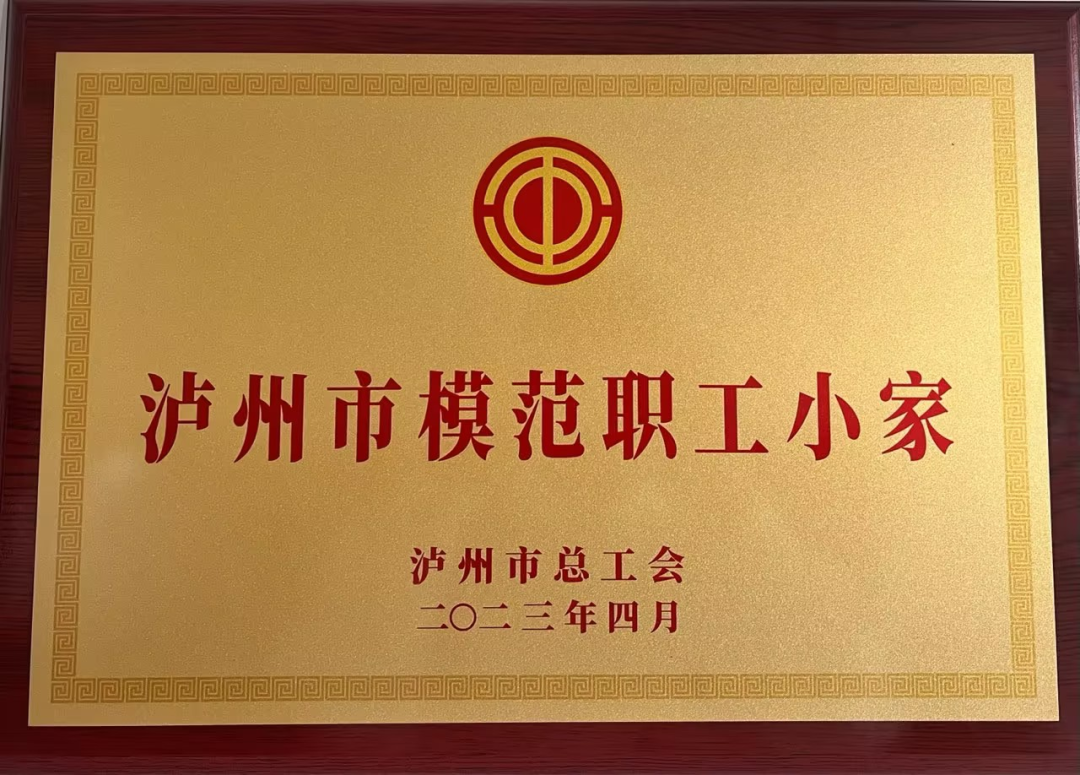 泸州市模范职工小家
泸州市总工会
二〇二三年四月